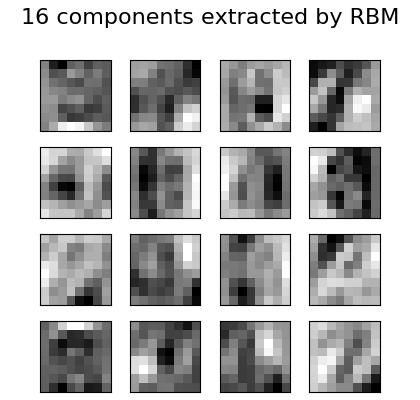 16 components extracted by RBM